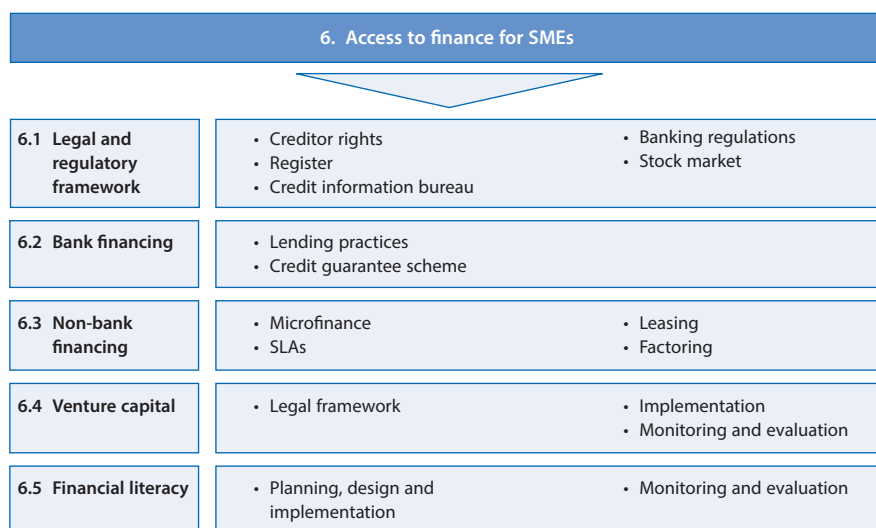 6. Access to finance for SMEs
6.1 Legal and
regulatory
framework
• Creditor rights
• Register
• Credit information bureau
• Banking regulations
• Stock market
6.2 Bank financing
• Lending practices
• Credit guarantee scheme
6.3 Non-bank
financing
• Microfinance
• SLAs
• Leasing
• Factoring
6.4 Venture capital
• Legal framework
• Implementation
• Monitoring and evaluation
6.5 Financial literacy
• Planning, design and
implementation
• Monitoring and evaluation